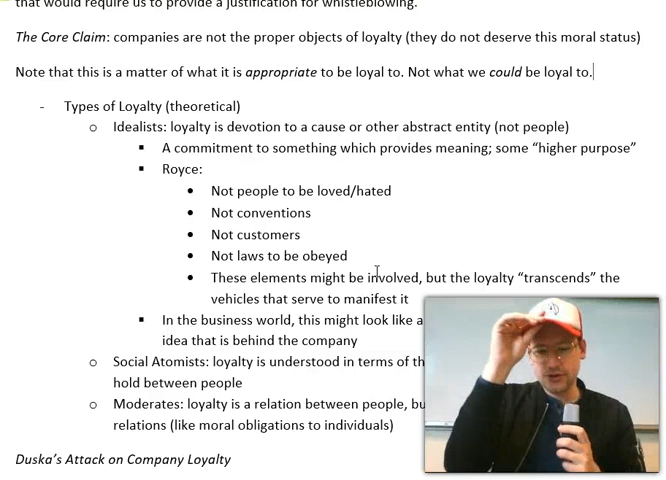 that would require us to provide a justification for whistleblowing.
The Core Claim: companies are not the proper objects of loyalty (they do not deserve this moral status)
Note that this is a matter of what it is appropriate to be loyal to. Not what we could be loyal to.
- Types of Loyalty (theoretical)
o Idealists: loyalty is devotion to a cause or other abstract entity (not people)
▪ A commitment to something which provides meaning; some “higher purpose”
▪ Royce:
• Not people to be loved/hated
• Not conventions
• Not customers
• Not laws to be obeyed
• These elements might be involved, but the loyalty “transcends” the
vehicles that serve to manifest it
▪ In the business world, this might look like a
idea that is behind the company
o Social Atomists: loyalty is understood in terms of
hold between people
o Moderates: loyalty is a relation between people,
relations (like moral obligations to individuals)
Duska’s Attack on Company Loyalty